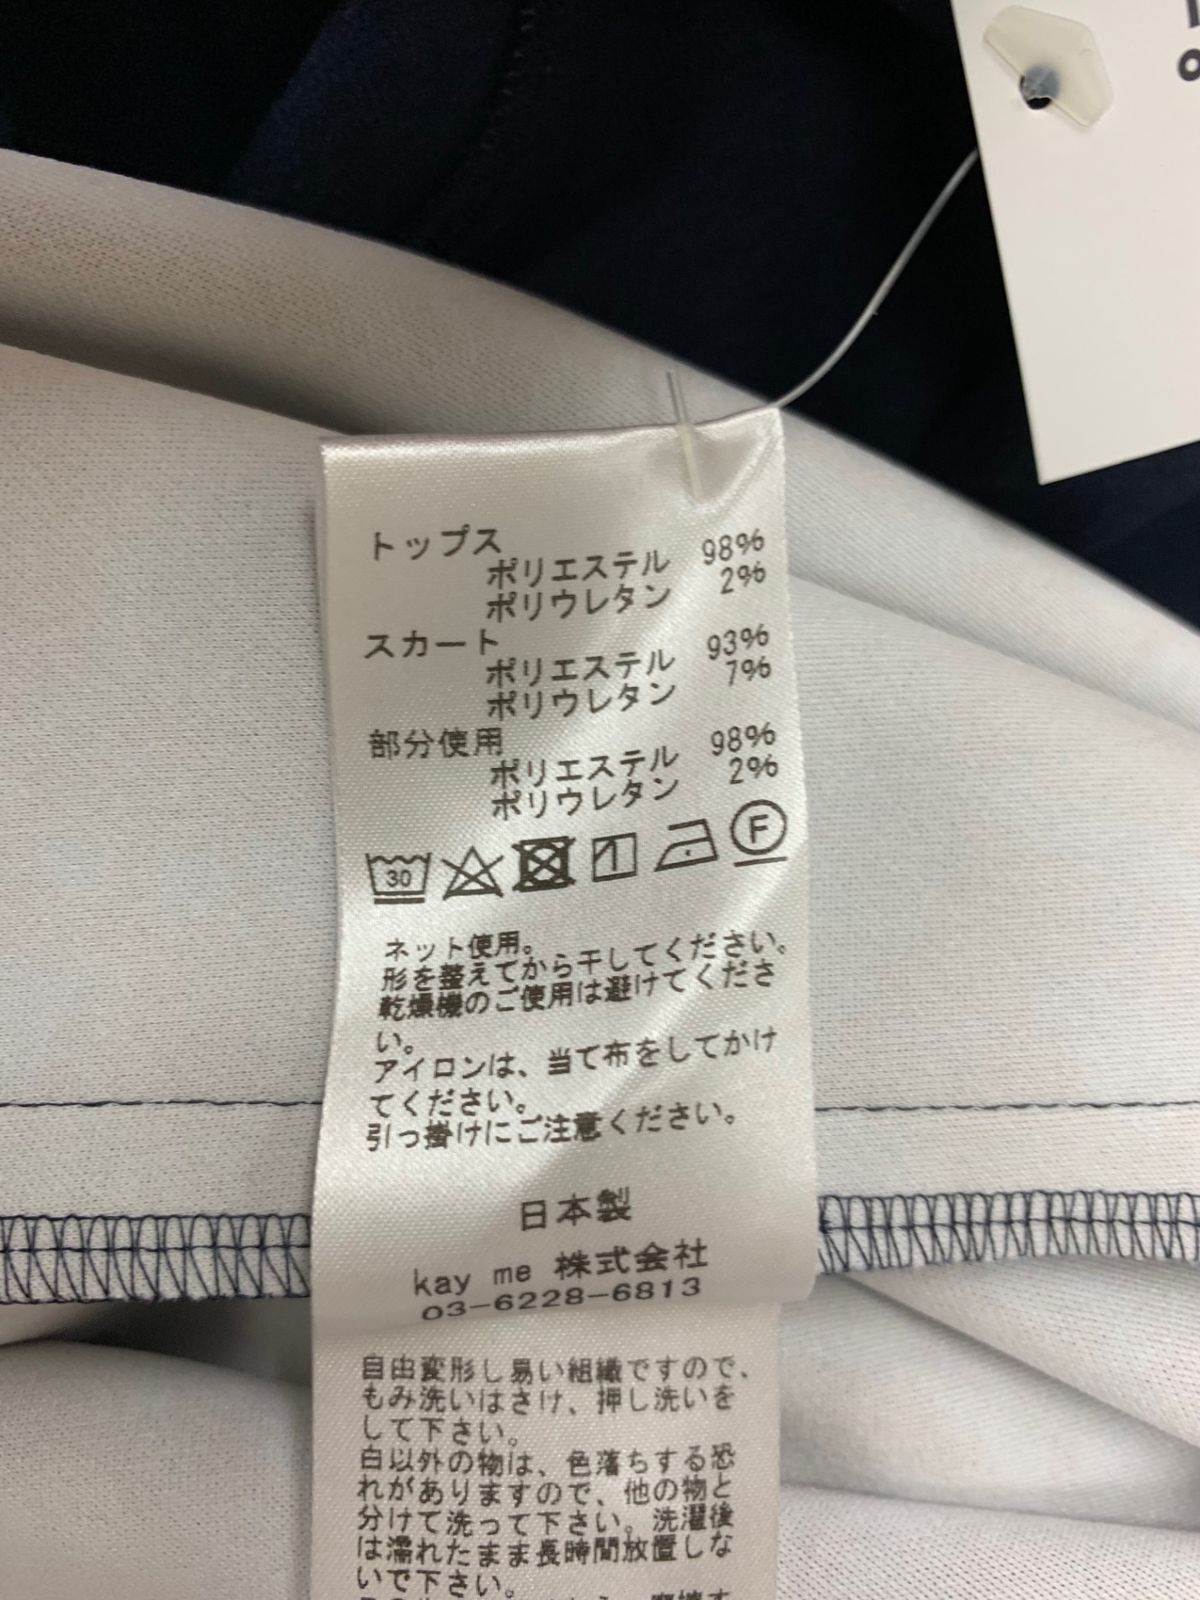 トップス
ポリエステル 98%
ポリウレタン 2%
スカート
ポリエステル 93%
ポリウレタン 7%
部分使用
ポリエステル 98%
ポリウレタン 2%
30
F
ネット使用。
形を整えてから干してください。
乾燥機のご使用は避けてくださ
い。
アイロンは、当て布をしてかけ
てください。
引っ掛けにご注意ください。
日本製
kay me 株式会社
03-6228-6813
自由変形し易い組織ですので、
もみ洗いはさけ、押し洗いを
して下さい。
白以外の物は、色落ちする恐
れがありますので、他の物と
分けて洗って下さい。洗濯後
は濡れたまま長時間放置しな
いで下さい。